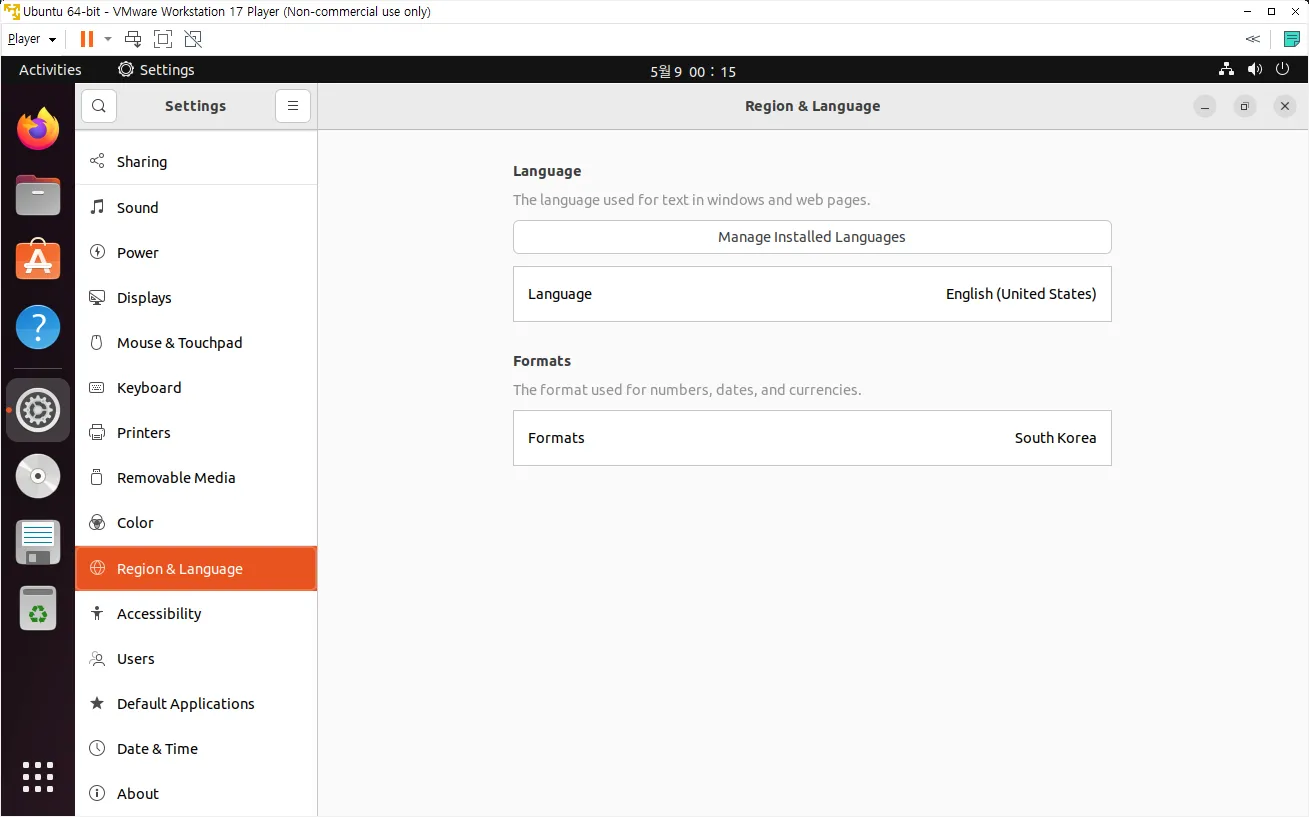 Ubuntu 64-bit - VMware Workstation 17 Player (Non-commercial use only)
Player
Activities
Settings
5월 9 00 : 15
Settings
Region & Language
Sharing
Sound
Power
Displays
Mouse & Touchpad
Keyboard
Printers
Removable Media
Color
Region & Language
Accessibility
Users
Default Applications
Date & Time
About
Language
The language used for text in windows and web pages.
Manage Installed Languages
Language English (United States)
Formats
The format used for numbers, dates, and currencies.
Formats South Korea